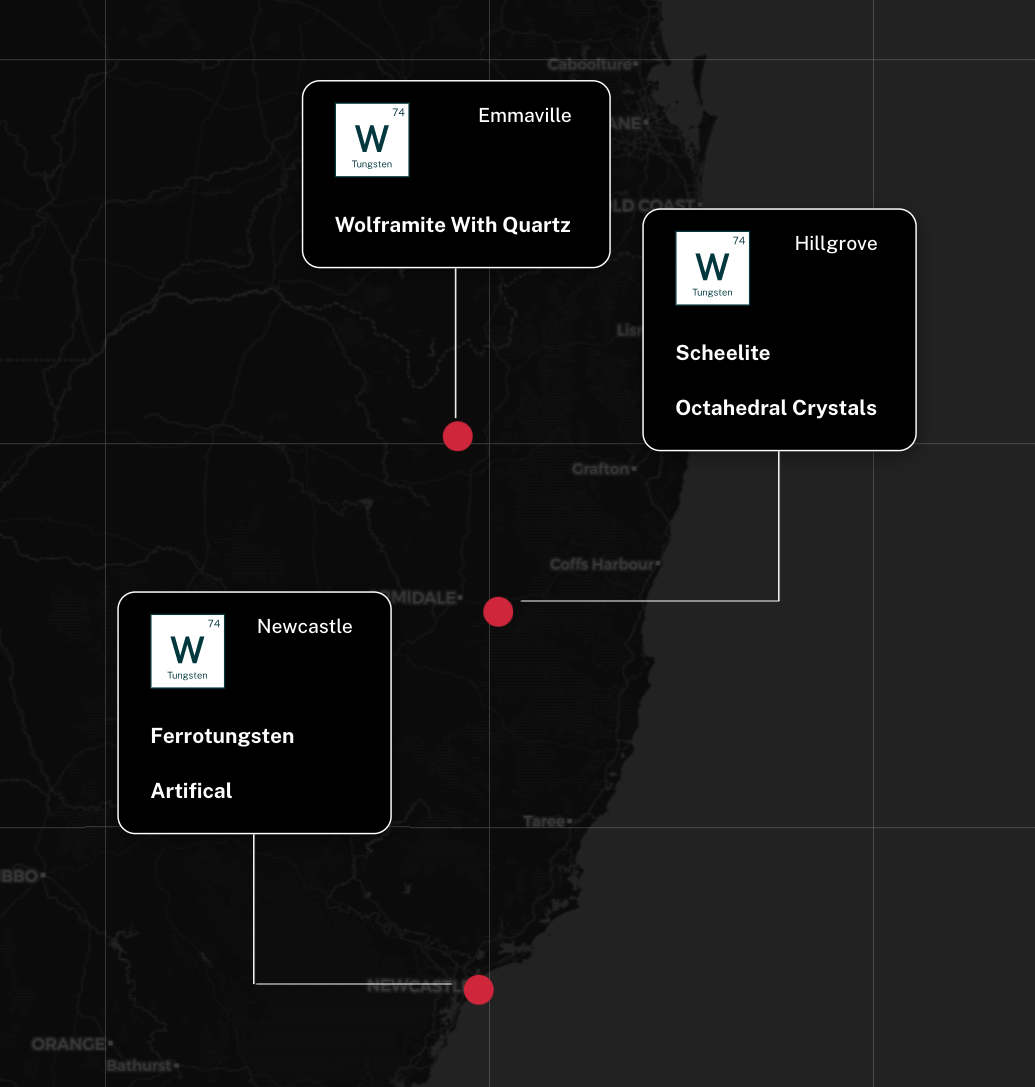 Caboolture
74
W
Tungsten
Emmaville
ANE
Wolframite With Quartz
LD COAST
74
W
Tungsten
Hillgrove
Scheelite
Octahedral Crystals
Grafton
Coffs Harbour
MIDALE
74
W
Tungsten
Newcastle
Ferrotungsten
Artifical
Taree
BBO
NEWCASTL
ORANGE
Bathurst